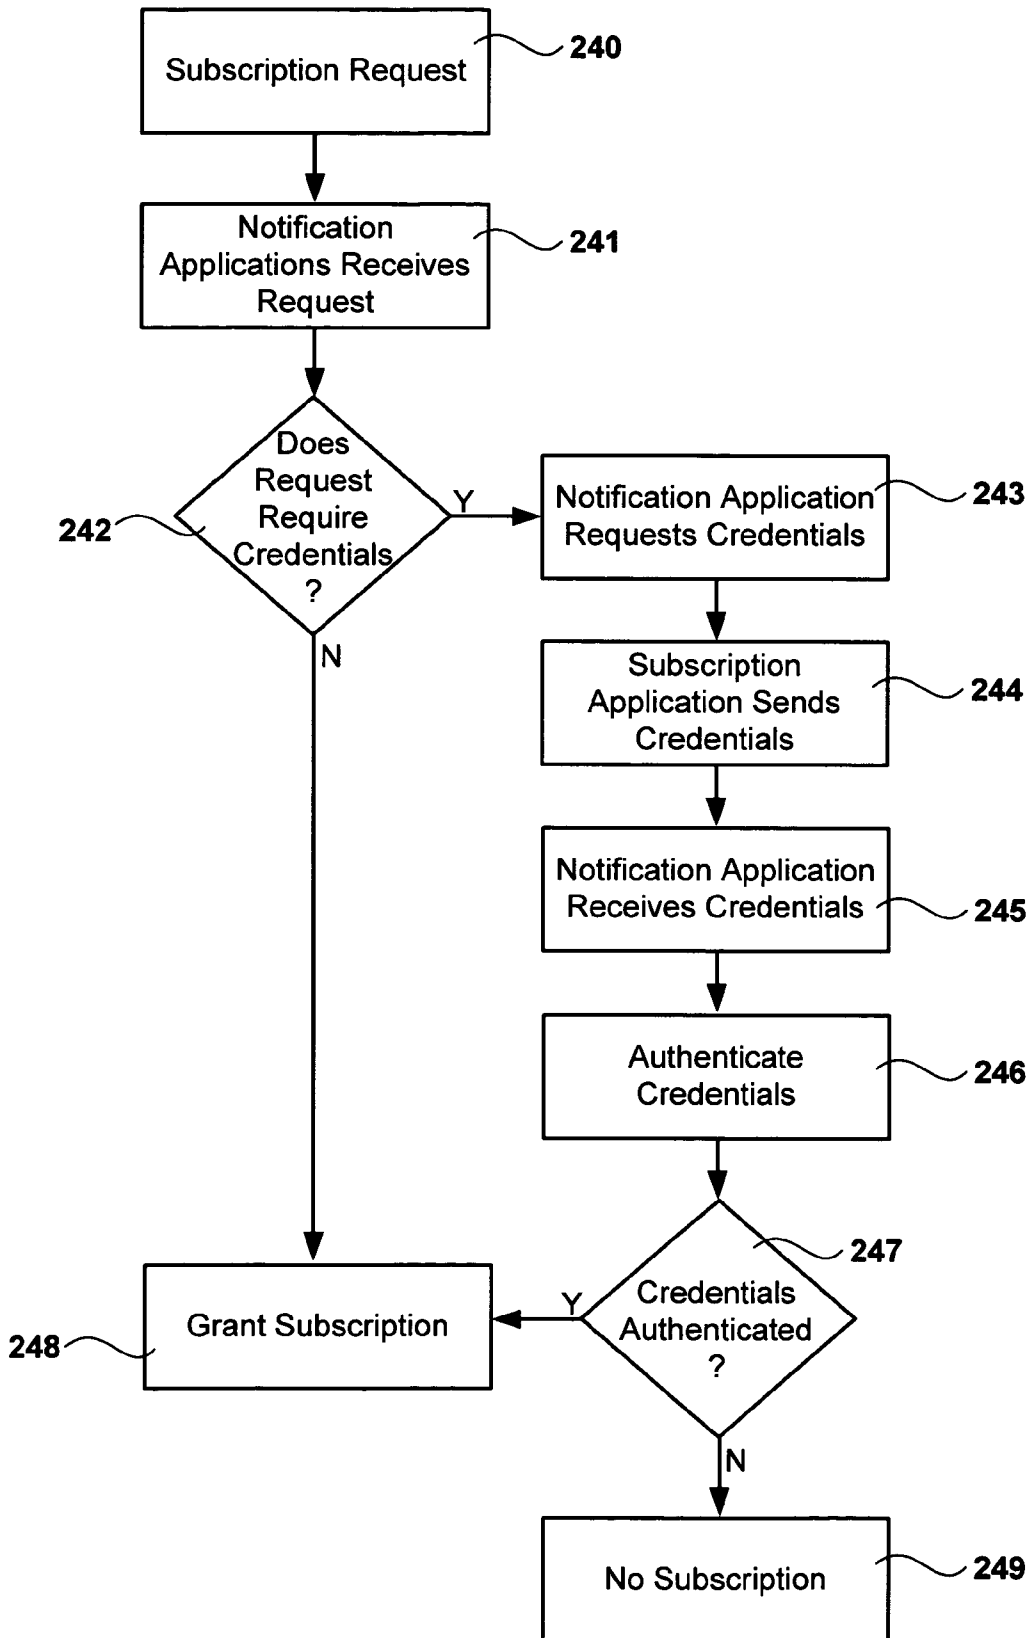 Subscription Request
240
Notification
Applications Receives
Request
241
Does
Request
Require
Credentials
?
242
Y
N
Notification Application
Requests Credentials
243
Subscription
Application Sends
Credentials
244
Notification Application
Receives Credentials
245
Authenticate
Credentials
246
Credentials
Authenticated
?
247
Y
N
Grant Subscription
248
No Subscription
249